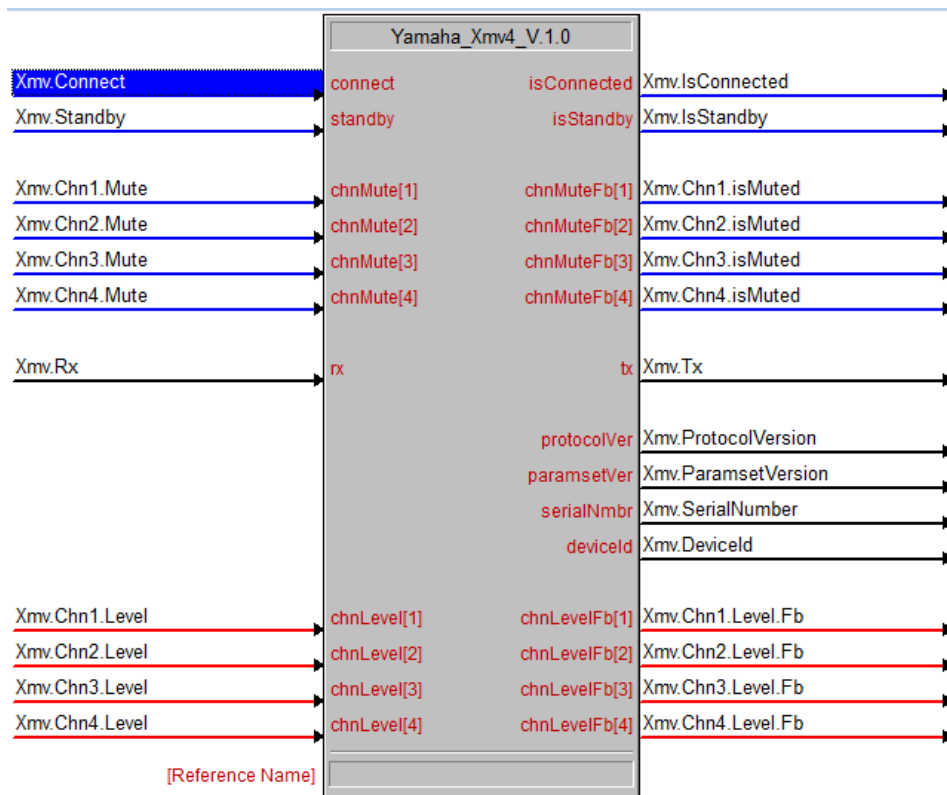 Yamaha_Xmv4_V.1.0
Xmv.Connect connect isConnected Xmv.IsConnected
Xmv.Standby standby isStandby Xmv.IsStandby
Xmv.Chn1.Mute chnMute[1] chnMuteFb[1] Xmv.Chn1.isMuted
Xmv.Chn2.Mute chnMute[2] chnMuteFb[2] Xmv.Chn2.isMuted
Xmv.Chn3.Mute chnMute[3] chnMuteFb[3] Xmv.Chn3.isMuted
Xmv.Chn4.Mute chnMute[4] chnMuteFb[4] Xmv.Chn4.isMuted
Xmv.Rx rx tx Xmv.Tx
protocolVer Xmv.ProtocolVersion
paramsetVer Xmv.ParamsetVersion
serialNmbr Xmv.SerialNumber
deviceId Xmv.DeviceId
Xmv.Chn1.Level chnLevel[1] chnLevelFb[1] Xmv.Chn1.Level.Fb
Xmv.Chn2.Level chnLevel[2] chnLevelFb[2] Xmv.Chn2.Level.Fb
Xmv.Chn3.Level chnLevel[3] chnLevelFb[3] Xmv.Chn3.Level.Fb
Xmv.Chn4.Level chnLevel[4] chnLevelFb[4] Xmv.Chn4.Level.Fb
[Reference Name]